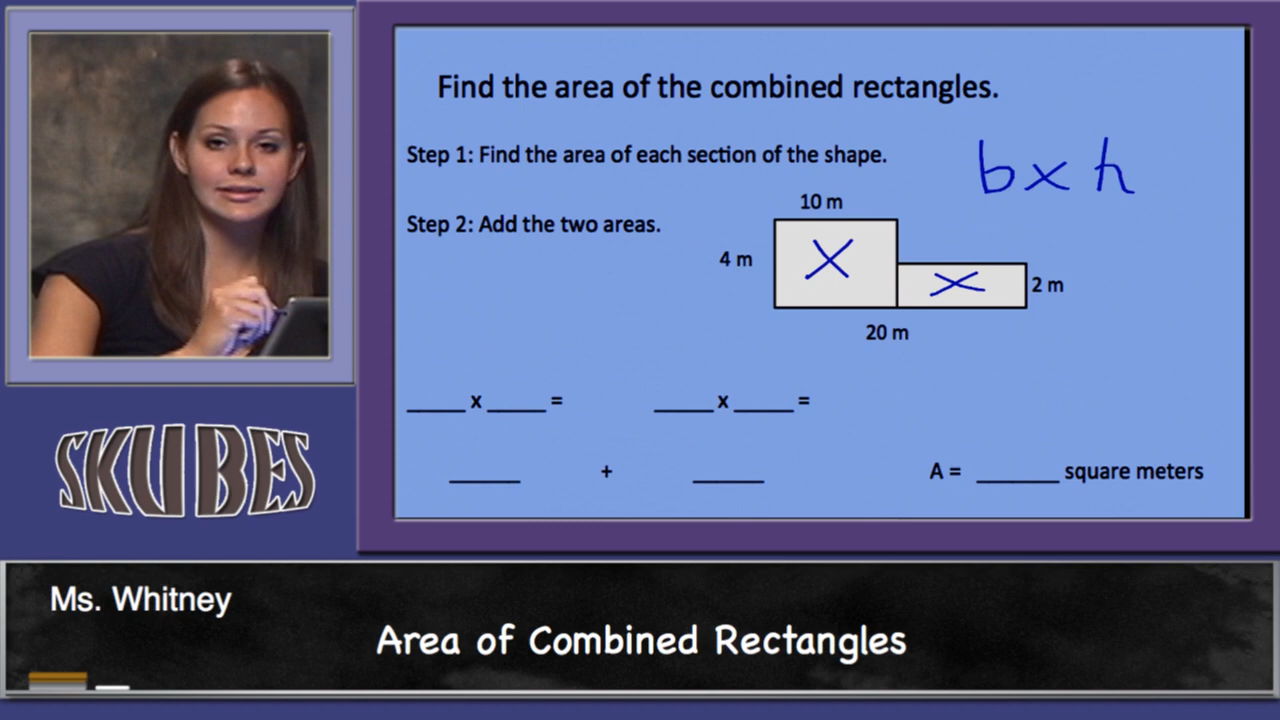 Find the area of the combined rectangles.
Step 1: Find the area of each section of the shape.
b x h
Step 2: Add the two areas.
10 m
4 m
2 m
20 m
_____ x _____ = _____ x _____ =
______ + ______ A = _______ square meters
SKUBES
Ms. Whitney
Area of Combined Rectangles